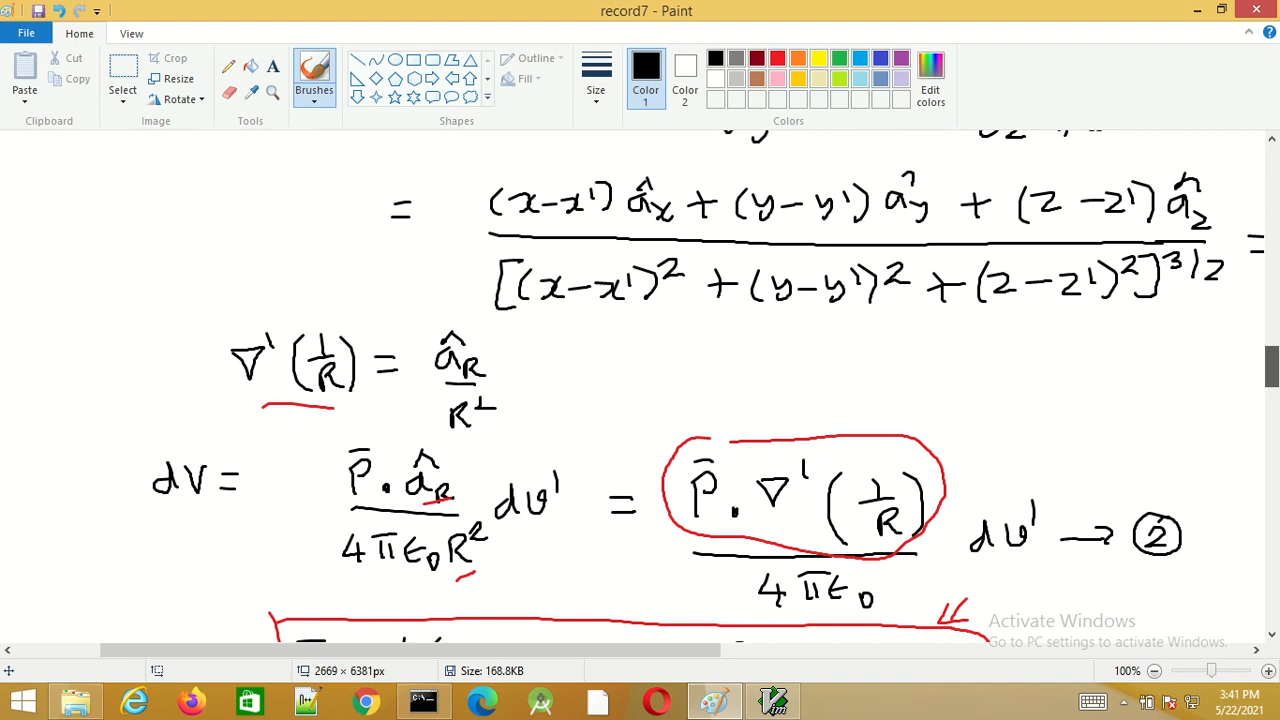 record7 - Paint
File Home View
Paste Cut Copy Select Crop Resize Rotate Brushes Outline Fill Size Color 1 Color 2 Edit colors
Clipboard Image Tools Shapes Colors
= (x-x') âx + (y-y') ây + (z-z') âz
[(x-x')² + (y-y')² + (z-z')²]^3/2 =
∇'(1/R) = âR/R²
dV = P̄ · âR / 4πε₀R² dv' = P̄ · ∇'(1/R) / 4πε₀ dv' → ②
Activate Windows
Go to PC settings to activate Windows.
2669 × 6381px Size: 168.8KB 100%
3:41 PM
5/22/2021